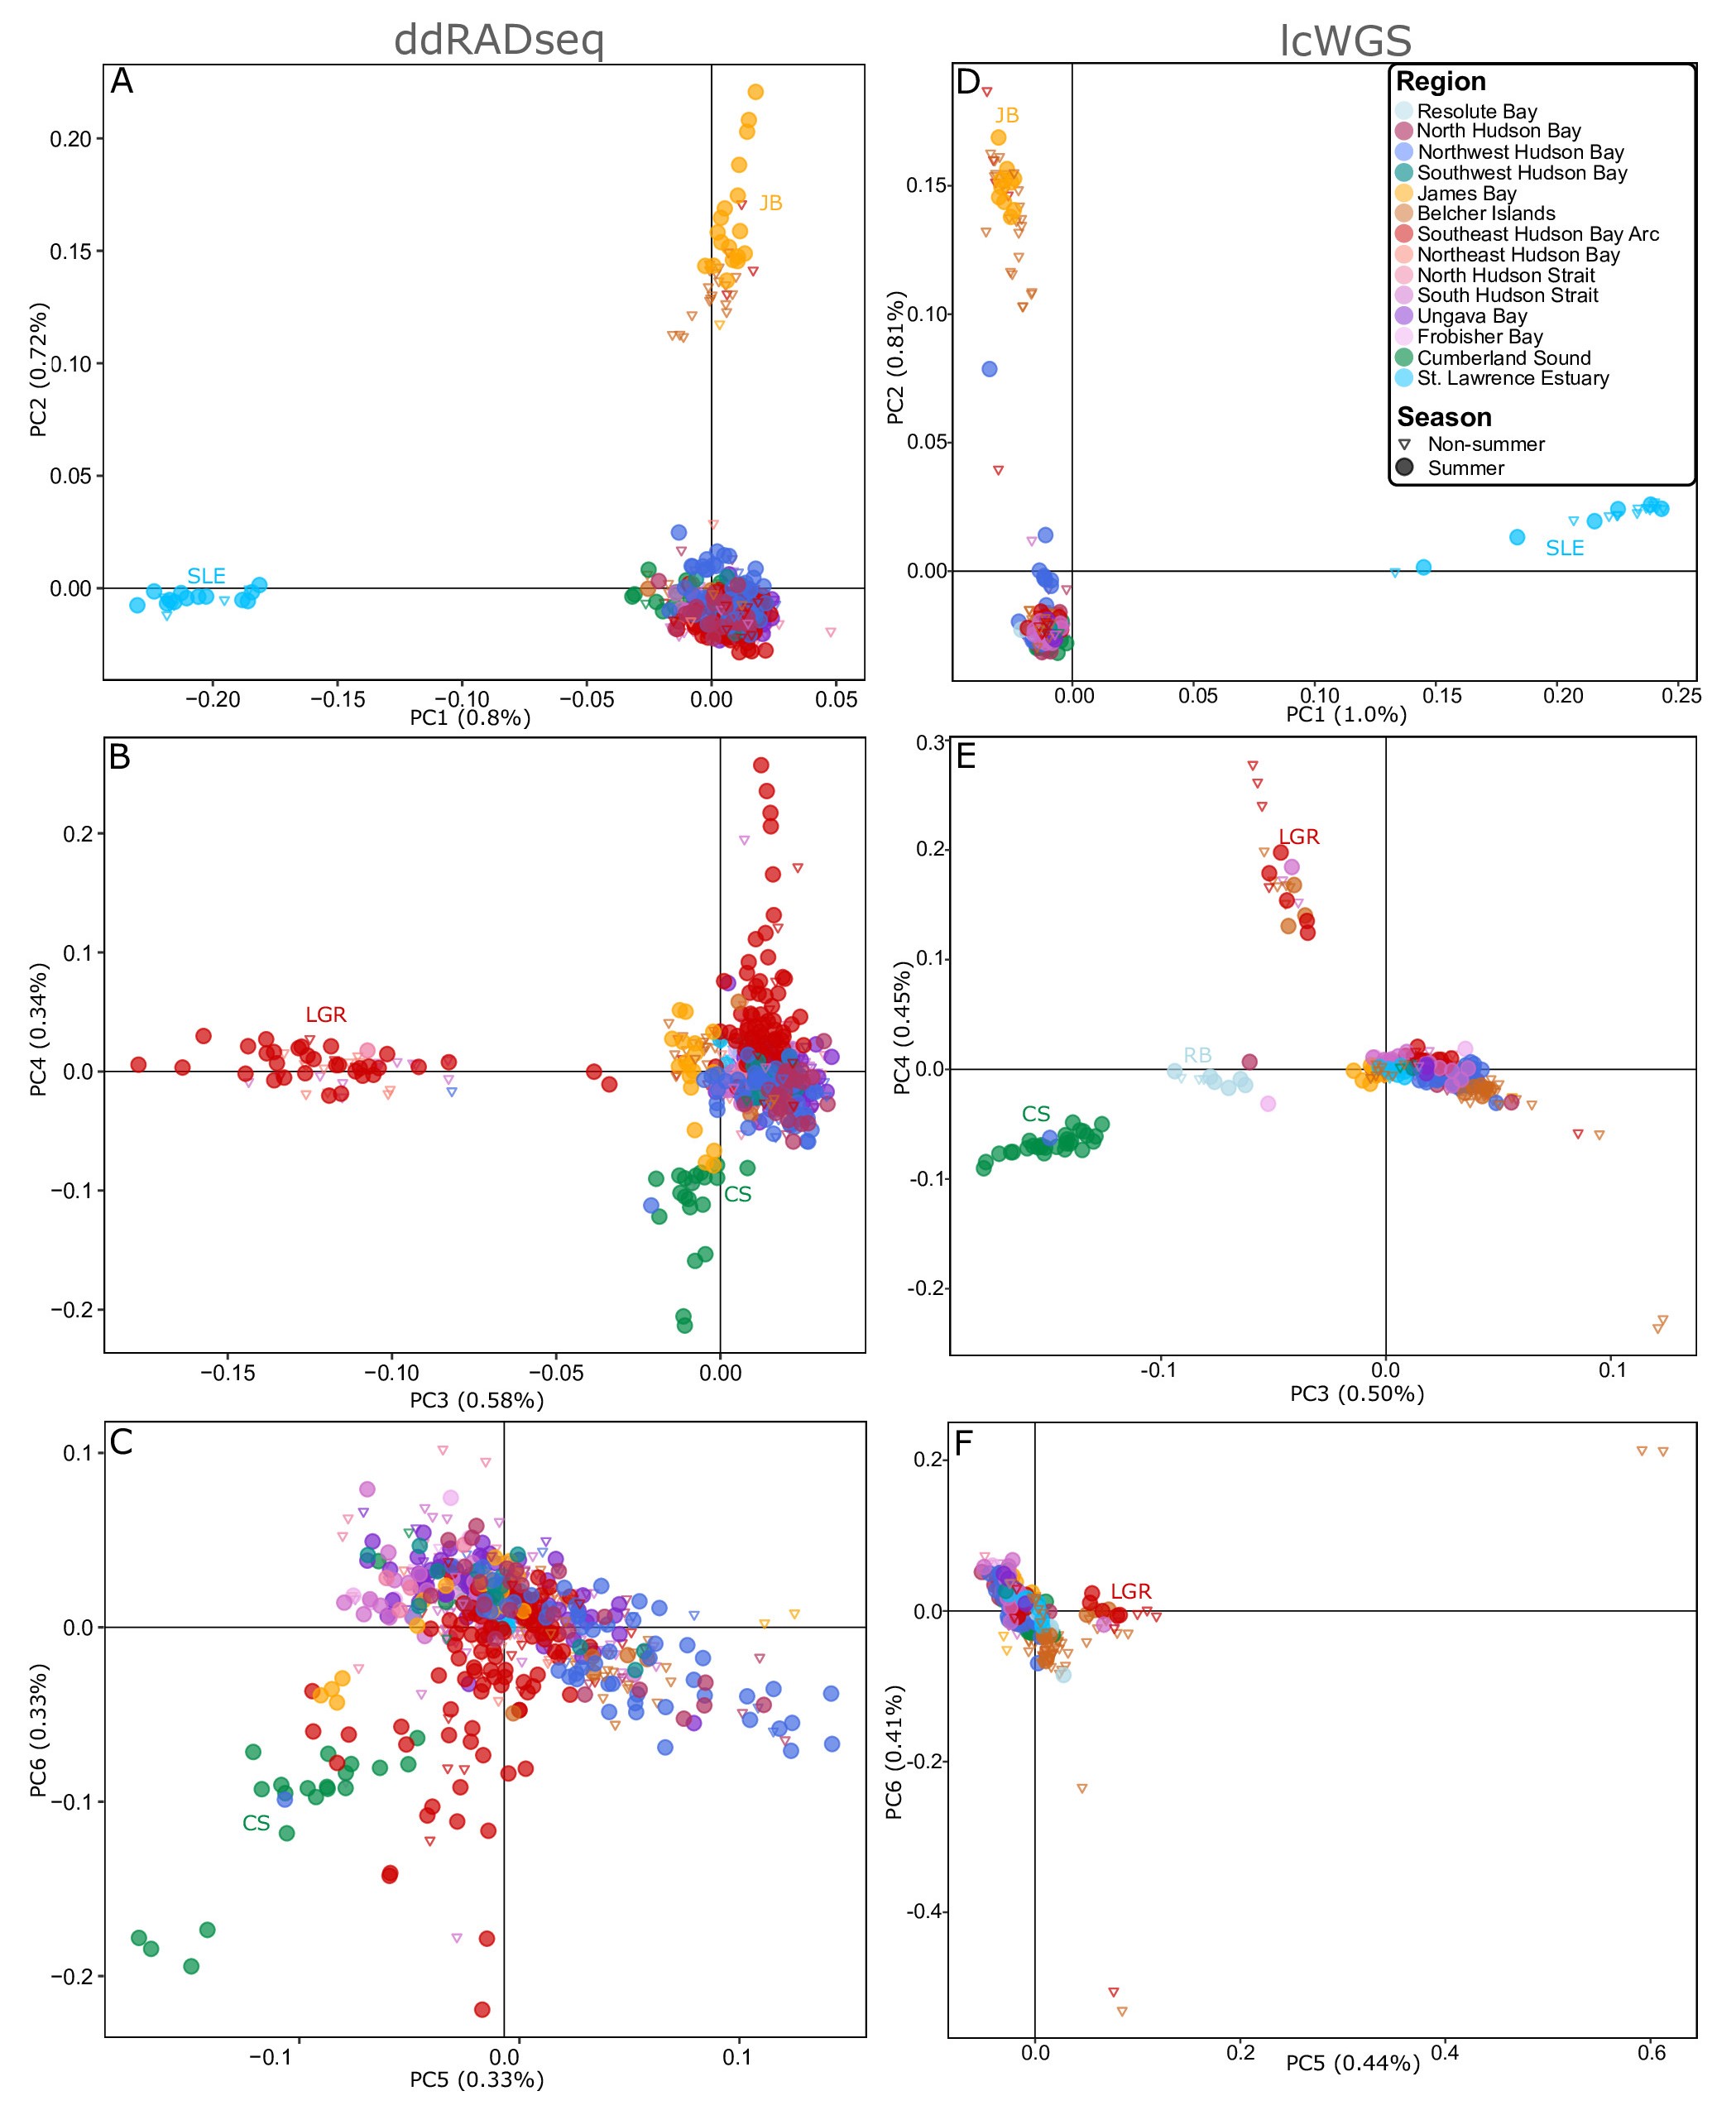 ddRADseq
lcWGS
A
0.20
0.15
0.10
0.05
0.00
PC2 (0.72%)
JB
SLE
−0.20
−0.15
−0.10
−0.05
0.00
0.05
PC1 (0.8%)
D
0.15
0.10
0.05
0.00
PC2 (0.81%)
JB
SLE
0.00
0.05
0.10
0.15
0.20
0.25
PC1 (1.0%)
Region
Resolute Bay
North Hudson Bay
Northwest Hudson Bay
Southwest Hudson Bay
James Bay
Belcher Islands
Southeast Hudson Bay Arc
Northeast Hudson Bay
North Hudson Strait
South Hudson Strait
Ungava Bay
Frobisher Bay
Cumberland Sound
St. Lawrence Estuary
Season
Non-summer
Summer
B
0.2
0.1
0.0
−0.1
−0.2
PC4 (0.34%)
LGR
CS
−0.15
−0.10
−0.05
0.00
PC3 (0.58%)
E
0.3
0.2
0.1
0.0
-0.1
-0.2
PC4 (0.45%)
LGR
RB
CS
-0.1
0.0
0.1
PC3 (0.50%)
C
0.1
0.0
−0.1
−0.2
PC6 (0.33%)
CS
−0.1
0.0
0.1
PC5 (0.33%)
F
0.2
0.0
-0.2
-0.4
PC6 (0.41%)
LGR
0.0
0.2
0.4
0.6
PC5 (0.44%)